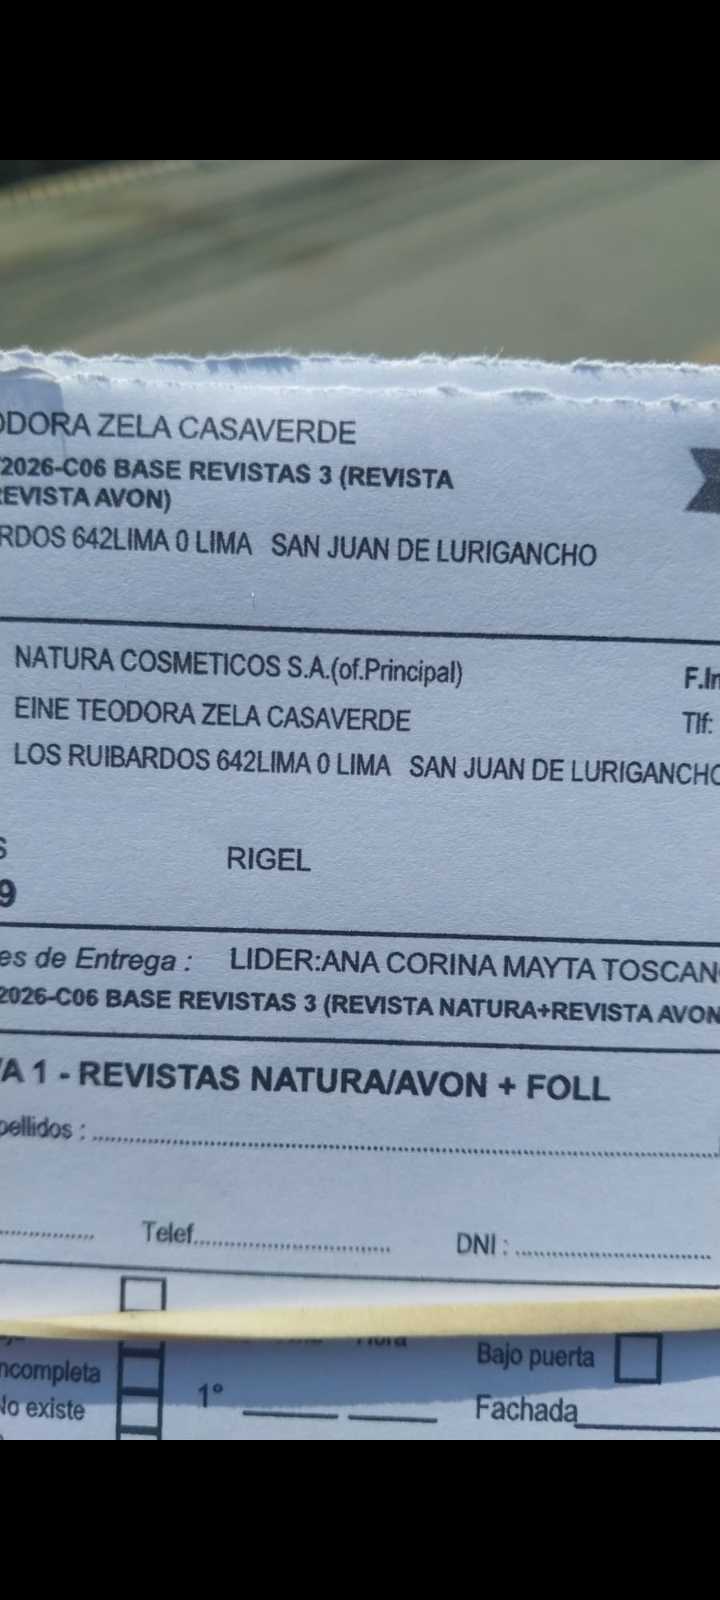 ODORA ZELA CASAVERDE
2026-C06 BASE REVISTAS 3 (REVISTA
REVISTA AVON)
RDOS 642LIMA 0 LIMA SAN JUAN DE LURIGANCHO
NATURA COSMETICOS S.A.(of.Principal) F.In
EINE TEODORA ZELA CASAVERDE Tlf:
LOS RUIBARDOS 642LIMA 0 LIMA SAN JUAN DE LURIGANCHO
S RIGEL
9
es de Entrega : LIDER:ANA CORINA MAYTA TOSCAN
2026-C06 BASE REVISTAS 3 (REVISTA NATURA+REVISTA AVON
/A 1 - REVISTAS NATURA/AVON + FOLL
pellidos :
Telef. DNI :
Bajo puerta
ncompleta
1°
No existe
Fachada